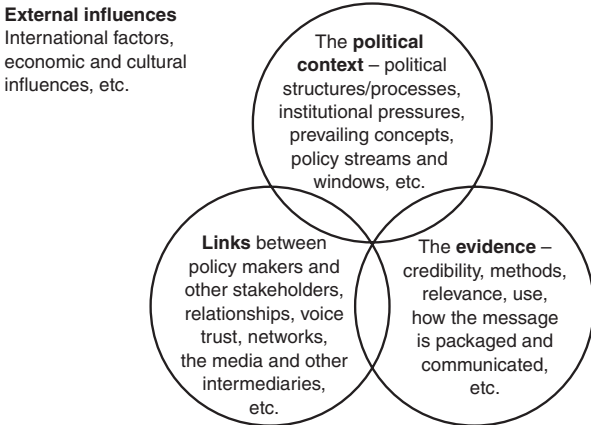 External influences
International factors,
economic and cultural
influences, etc.
The political
context – political
structures/processes,
institutional pressures,
prevailing concepts,
policy streams and
windows, etc.
Links between
policy makers and
other stakeholders,
relationships, voice
trust, networks,
the media and other
intermediaries,
etc.
The evidence –
credibility, methods,
relevance, use,
how the message
is packaged and
communicated,
etc.